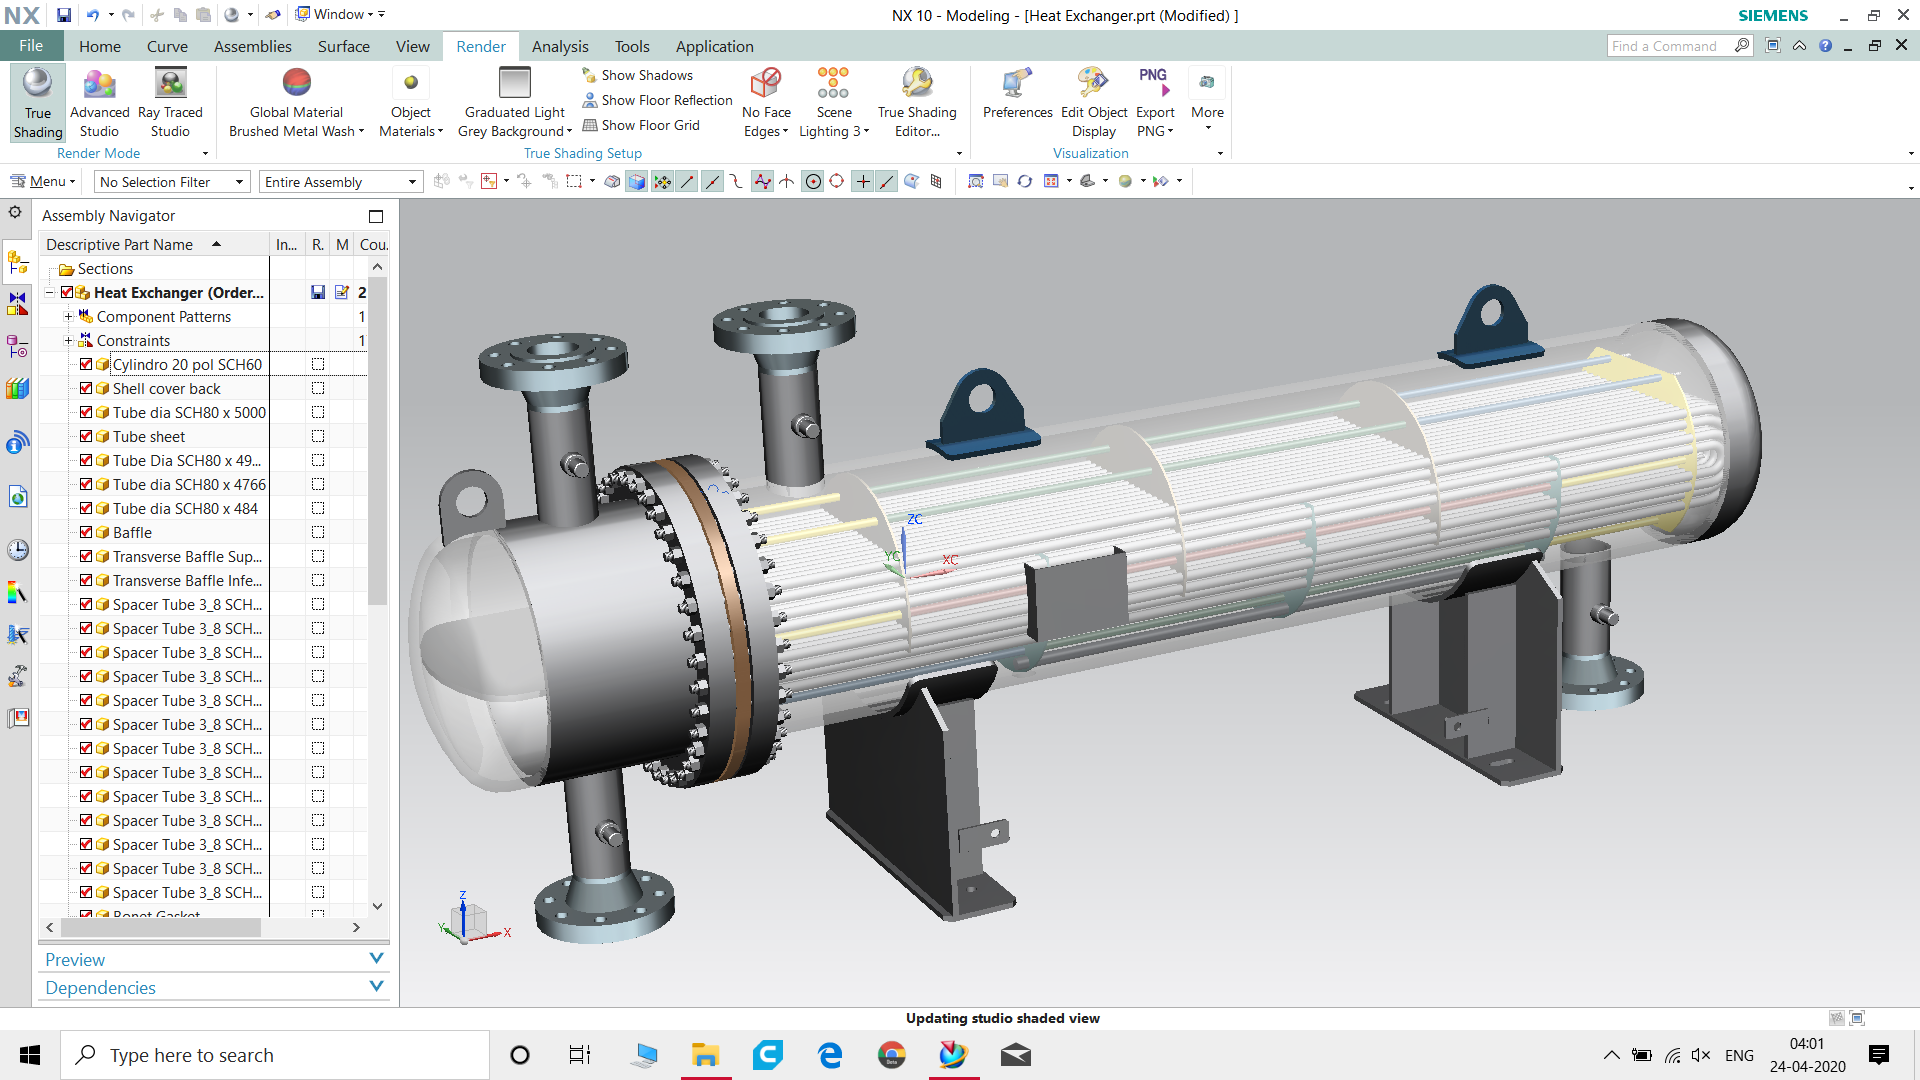 NX
Window
NX 10 - Modeling - [Heat Exchanger.prt (Modified) ]
SIEMENS
File
Home
Curve
Assemblies
Surface
View
Render
Analysis
Tools
Application
Find a Command
True Shading
Advanced Studio
Ray Traced Studio
Global Material Brushed Metal Wash
Object Materials
Graduated Light Grey Background
Show Shadows
Show Floor Reflection
Show Floor Grid
No Face Edges
Scene Lighting 3
True Shading Editor...
Preferences
Edit Object Display
PNG
Export PNG
More
Render Mode
True Shading Setup
Visualization
Menu
No Selection Filter
Entire Assembly
Assembly Navigator
Descriptive Part Name In... R. M Cou.
Sections
Heat Exchanger (Order... 2
Component Patterns 1
Constraints 1
Cylindro 20 pol SCH60
Shell cover back
Tube dia SCH80 x 5000
Tube sheet
Tube Dia SCH80 x 49...
Tube dia SCH80 x 4766
Tube dia SCH80 x 484
Baffle
Transverse Baffle Sup...
Transverse Baffle Infe...
Spacer Tube 3_8 SCH...
Spacer Tube 3_8 SCH...
Spacer Tube 3_8 SCH...
Spacer Tube 3_8 SCH...
Spacer Tube 3_8 SCH...
Spacer Tube 3_8 SCH...
Spacer Tube 3_8 SCH...
Spacer Tube 3_8 SCH...
Spacer Tube 3_8 SCH...
Spacer Tube 3_8 SCH...
Spacer Tube 3_8 SCH...
Spacer Tube 3_8 SCH...
Spacer Tube 3_8 SCH...
Bonet Gasket
Preview
Dependencies
ZC
YC
XC
Z
Y
X
Updating studio shaded view
Type here to search
ENG
04:01
24-04-2020